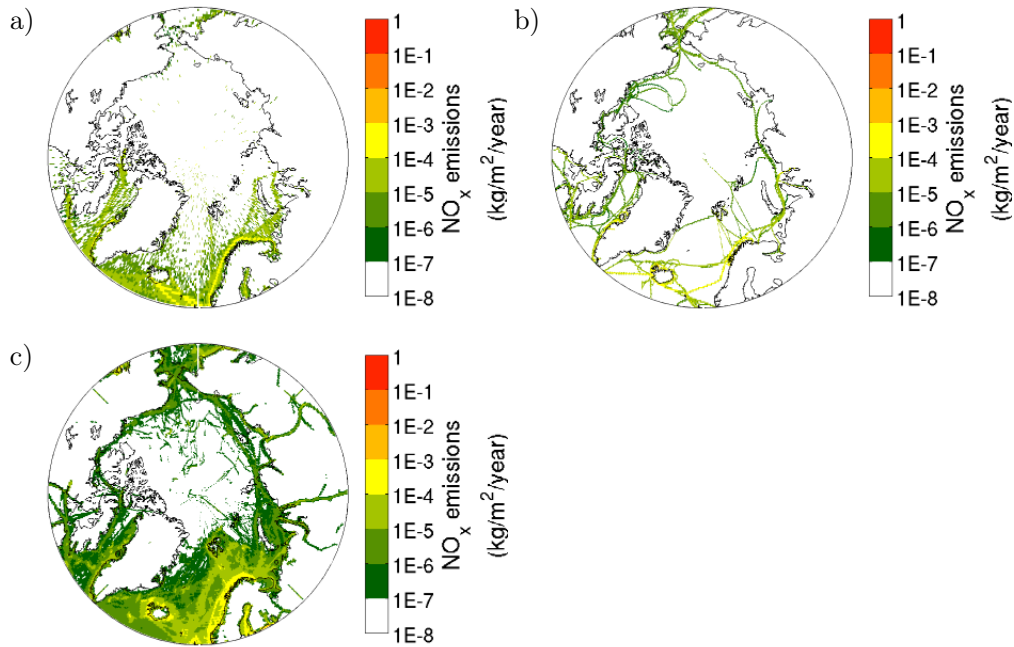 a)
1
1E-1
1E-2
1E-3
1E-4
1E-5
1E-6
1E-7
1E-8
NOx emissions
(kg/m²/year)
b)
1
1E-1
1E-2
1E-3
1E-4
1E-5
1E-6
1E-7
1E-8
NOx emissions
(kg/m²/year)
c)
1
1E-1
1E-2
1E-3
1E-4
1E-5
1E-6
1E-7
1E-8
NOx emissions
(kg/m²/year)